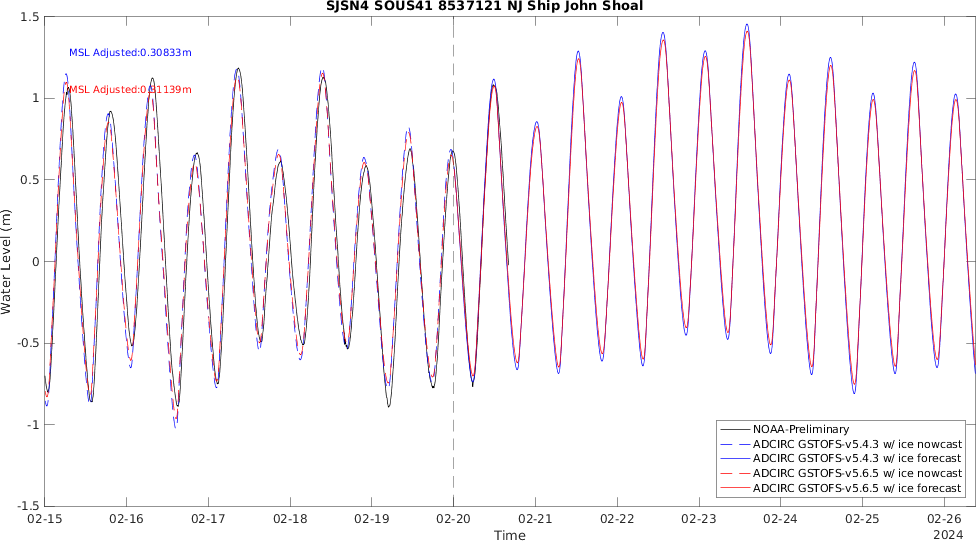 SJSN4 SOUS41 8537121 NJ Ship John Shoal
1.5
MSL Adjusted:0.30833m
1
0.5
0
-0.5
-1
-1.5
Water Level (m)
NOAA-Preliminary
ADCIRC GSTOFS-v5.4.3 w/ ice nowcast
ADCIRC GSTOFS-v5.4.3 w/ ice forecast
ADCIRC GSTOFS-v5.6.5 w/ ice nowcast
ADCIRC GSTOFS-v5.6.5 w/ ice forecast
02-15 02-16 02-17 02-18 02-19 02-20 02-21 02-22 02-23 02-24 02-25 02-26
Time
2024